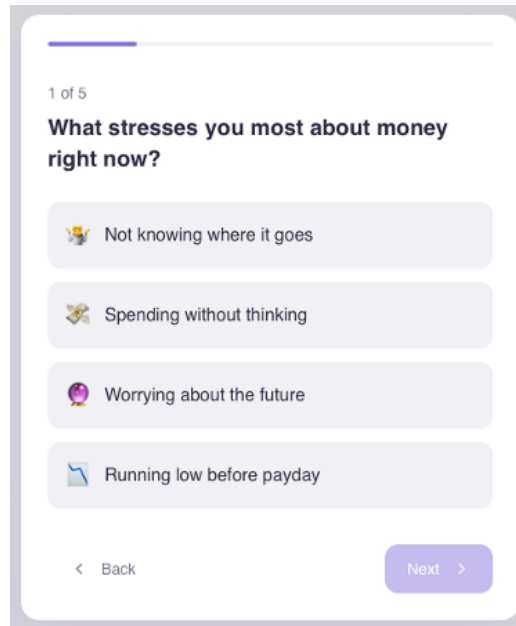 1 of 5
What stresses you most about money
right now?
Not knowing where it goes
Spending without thinking
Worrying about the future
Running low before payday
Back
Next